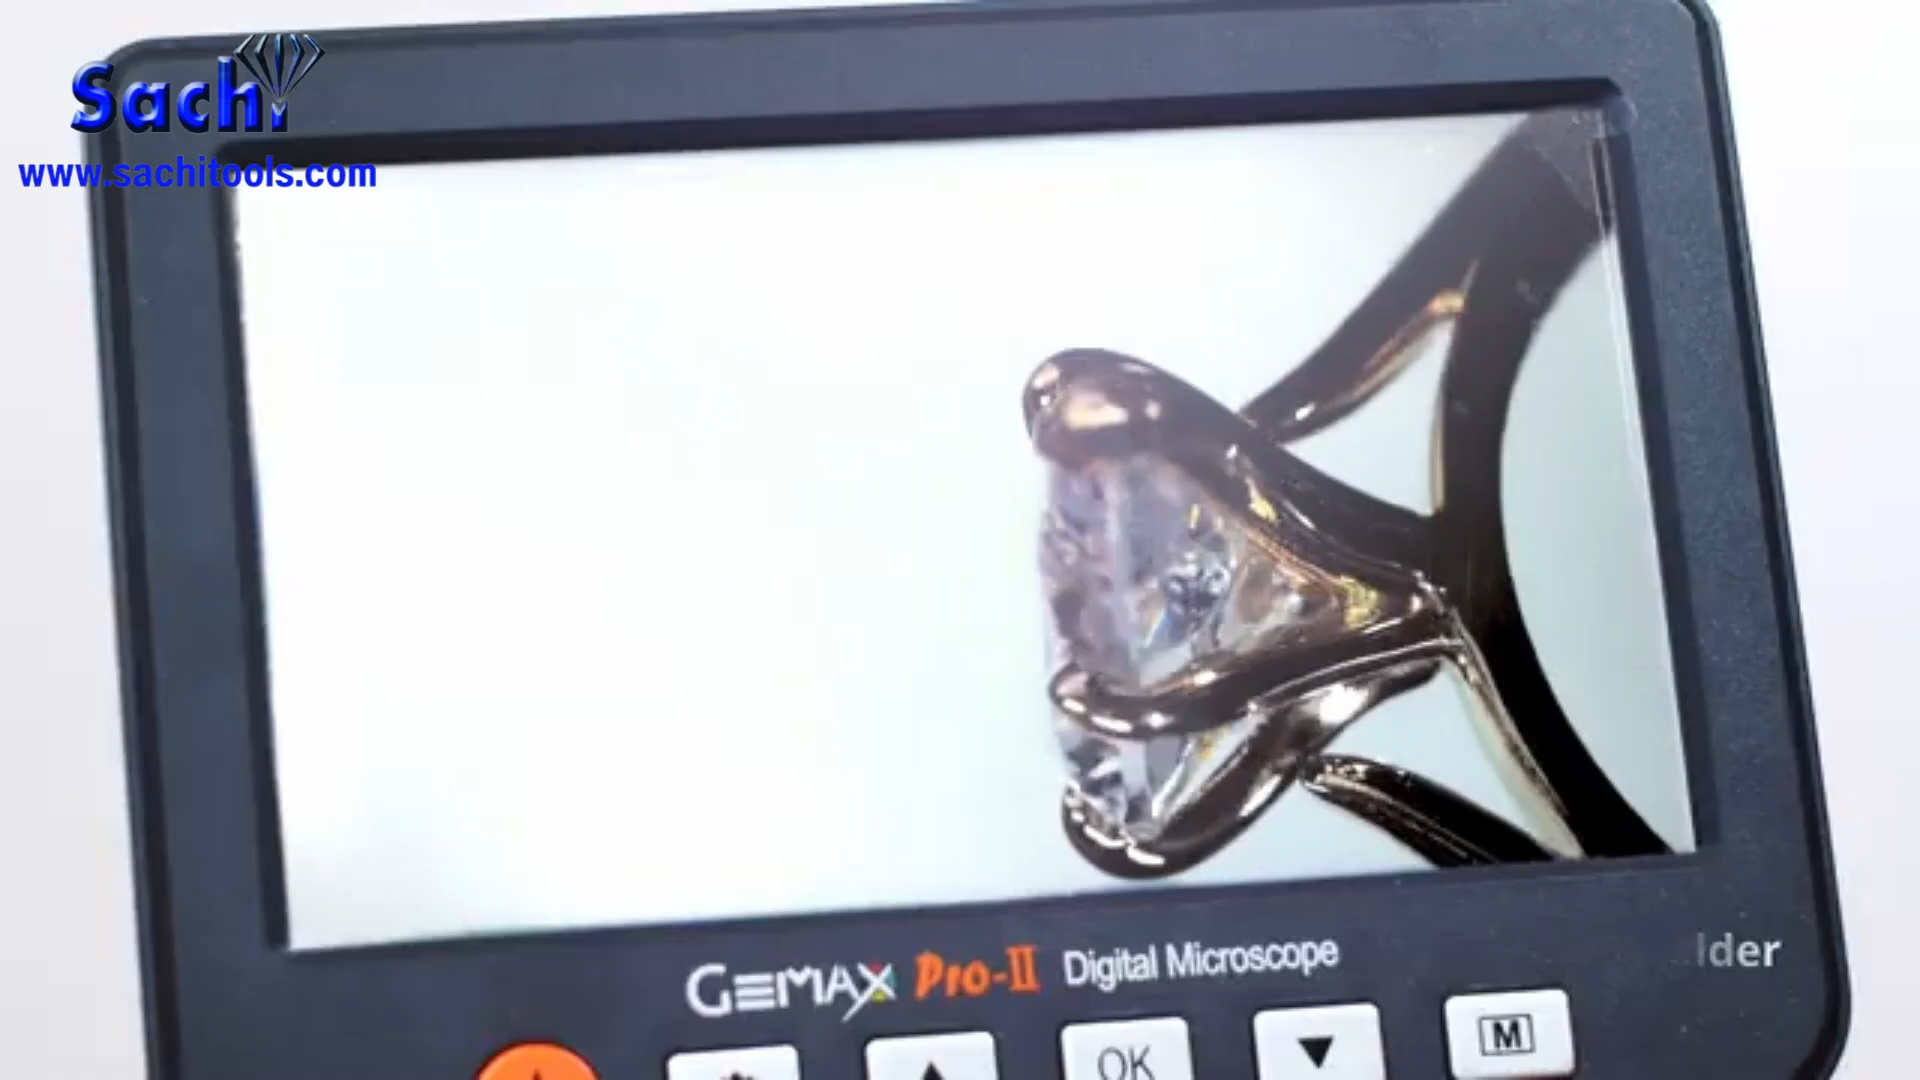 Sachi
www.sachitools.com
GEMAX Pro-II Digital Microscope
lder
OK
M